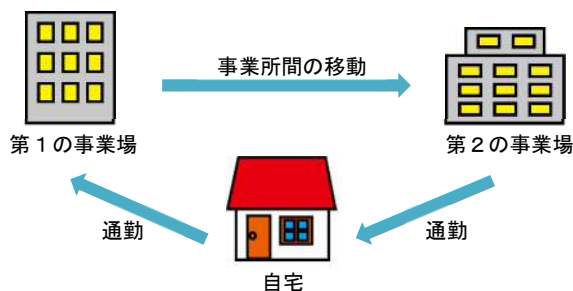 事業所間の移動
第１の事業場
第２の事業場
通勤
通勤
自宅